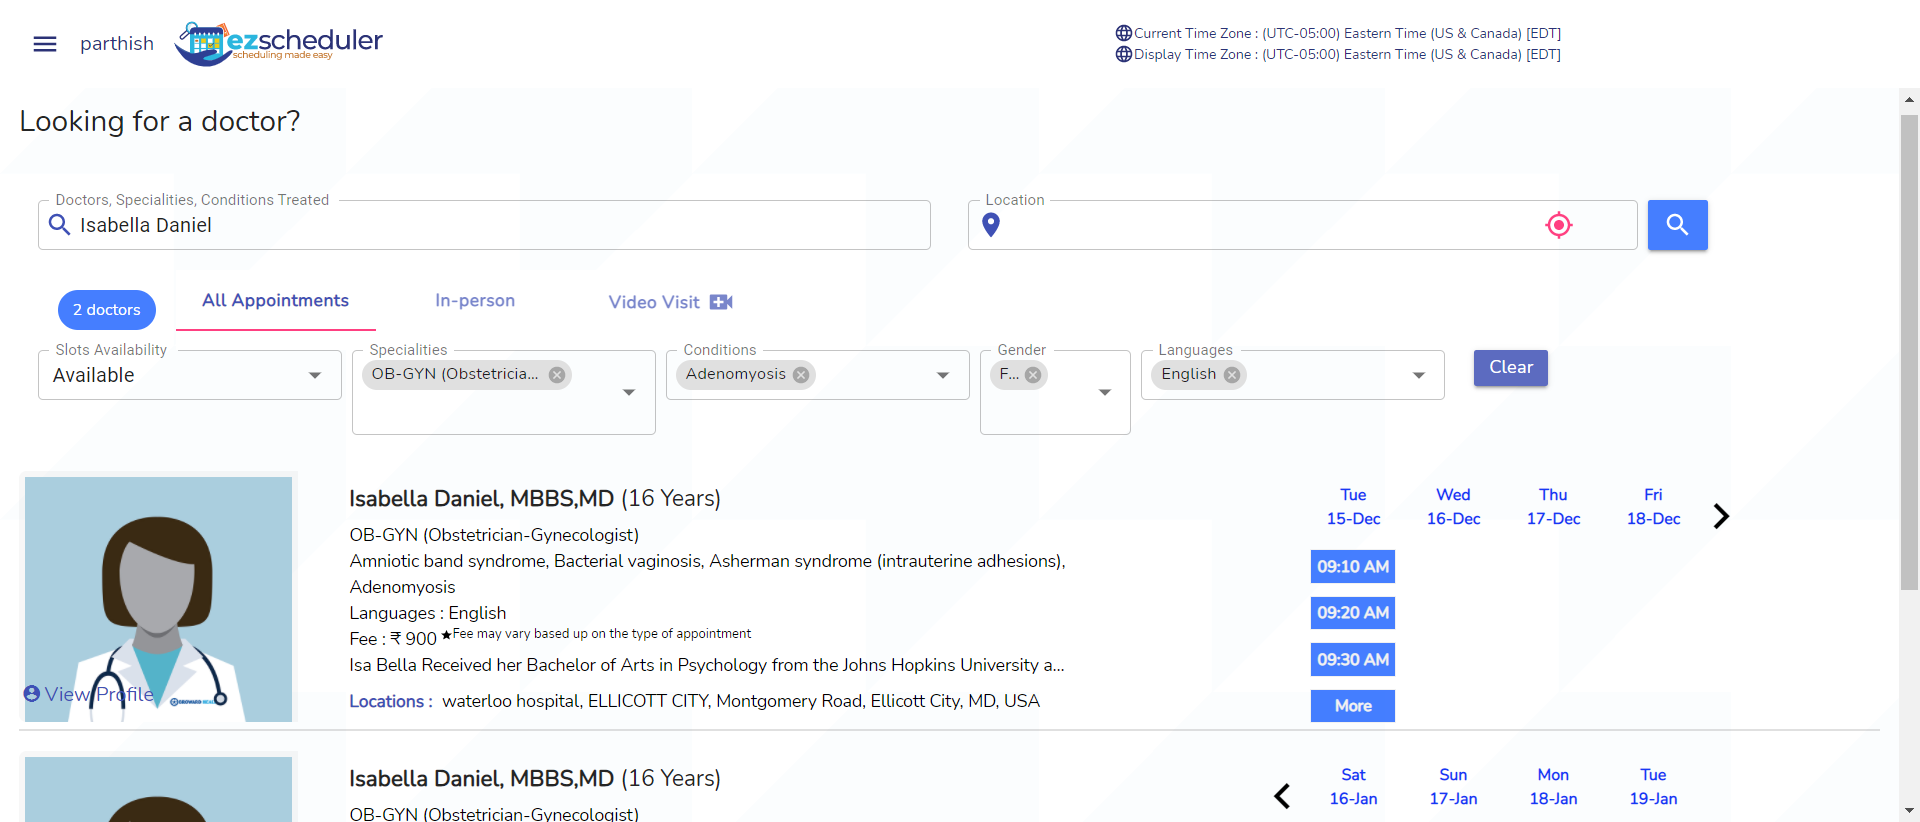 parthish
ezscheduler
scheduling made easy
Current Time Zone : (UTC-05:00) Eastern Time (US & Canada) [EDT]
Display Time Zone : (UTC-05:00) Eastern Time (US & Canada) [EDT]
Looking for a doctor?
Doctors, Specialities, Conditions Treated
Isabella Daniel
Location
2 doctors
All Appointments
In-person
Video Visit
Slots Availability
Available
Specialities
OB-GYN (Obstetricia...
Conditions
Adenomyosis
Gender
F...
Languages
English
Clear
Isabella Daniel, MBBS,MD (16 Years)
OB-GYN (Obstetrician-Gynecologist)
Amniotic band syndrome, Bacterial vaginosis, Asherman syndrome (intrauterine adhesions),
Adenomyosis
Languages : English
Fee : ₹ 900 ★Fee may vary based up on the type of appointment
Isa Bella Received her Bachelor of Arts in Psychology from the Johns Hopkins University a...
Locations : waterloo hospital, ELLICOTT CITY, Montgomery Road, Ellicott City, MD, USA
View Profile
Tue Wed Thu Fri
15-Dec 16-Dec 17-Dec 18-Dec
09:10 AM
09:20 AM
09:30 AM
More
Isabella Daniel, MBBS,MD (16 Years)
OB-GYN (Obstetrician-Gynecologist)
Sat Sun Mon Tue
16-Jan 17-Jan 18-Jan 19-Jan